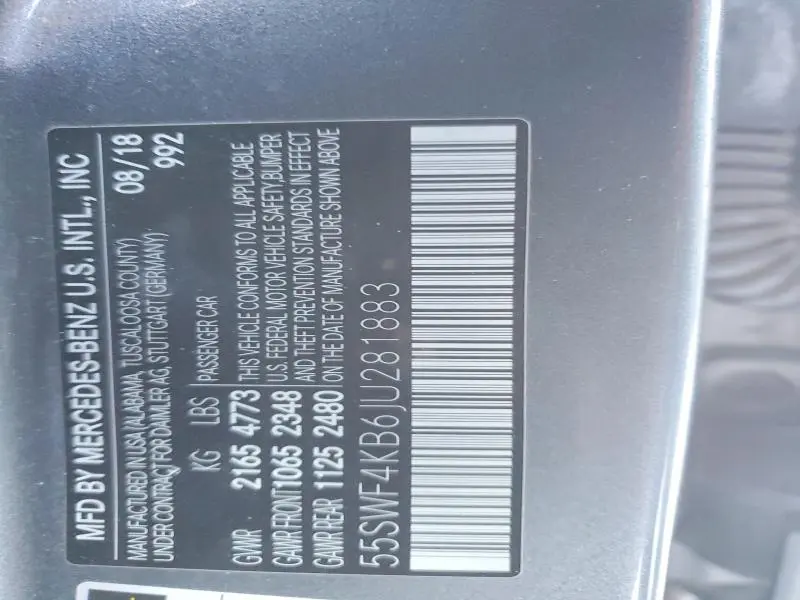 MFD BY MERCEDES-BENZ U.S. INTL., INC
MANUFACTURED IN USA (ALABAMA, TUSCALOOSA COUNTY) 08/18
UNDER CONTRACT FOR DAIMLER AG, STUTTGART (GERMANY) 992
KG LBS PASSENGER CAR
GVWR 2165 4773 THIS VEHICLE CONFORMS TO ALL APPLICABLE
GAWR FRONT 1065 2348 U.S. FEDERAL MOTOR VEHICLE SAFETY,BUMPER
AND THEFT PREVENTION STANDARDS IN EFFECT
GAWR REAR 1125 2480 ON THE DATE OF MANUFACTURE SHOWN ABOVE
55SWF4KB6JU281883